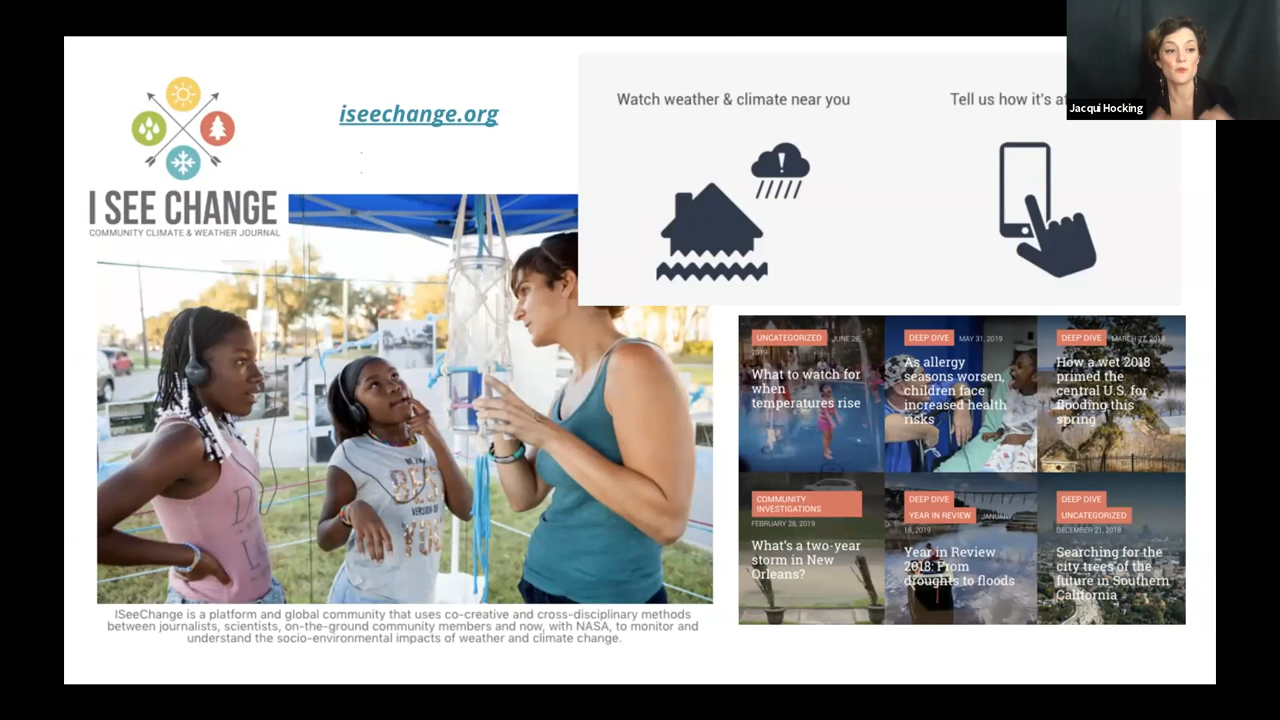 iseechange.org
I SEE CHANGE
COMMUNITY CLIMATE & WEATHER JOURNAL
Watch weather & climate near you
Tell us how it's
Jacqui Hocking
UNCATEGORIZED JUNE 28,
2019
What to watch for
when
temperatures rise
DEEP DIVE MAY 31, 2019
As allergy
seasons worsen,
children face
increased health
risks
DEEP DIVE MARCH 27, 2019
How a wet 2018
primed the
central U.S. for
flooding this
spring
COMMUNITY
INVESTIGATIONS
FEBRUARY 28, 2019
What's a two-year
storm in New
Orleans?
DEEP DIVE
YEAR IN REVIEW JANUARY
18, 2019
Year in Review
2018: From
droughts to floods
DEEP DIVE
UNCATEGORIZED
DECEMBER 21, 2018
Searching for the
city trees of the
future in Southern
California
BEST
VERSION OF
YOU
ISeeChange is a platform and global community that uses co-creative and cross-disciplinary methods
between journalists, scientists, on-the-ground community members and now, with NASA, to monitor and
understand the socio-environmental impacts of weather and climate change.